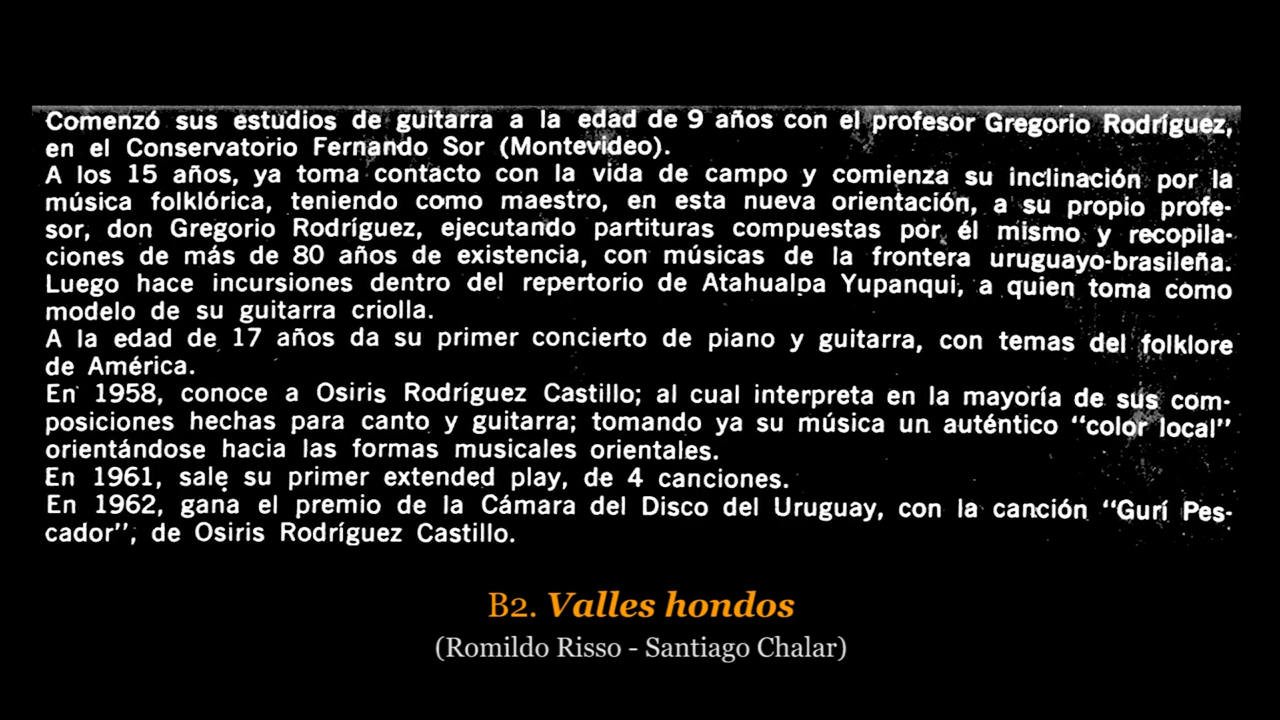 Comenzó sus estudios de guitarra a la edad de 9 años con el profesor Gregorio Rodríguez,
en el Conservatorio Fernando Sor (Montevideo).
A los 15 años, ya toma contacto con la vida de campo y comienza su inclinación por la
música folklórica, teniendo como maestro, en esta nueva orientación, a su propio profe-
sor, don Gregorio Rodríguez, ejecutando partituras compuestas por él mismo y recopila-
ciones de más de 80 años de existencia, con músicas de la frontera uruguayo-brasileña.
Luego hace incursiones dentro del repertorio de Atahualpa Yupanqui, a quien toma como
modelo de su guitarra criolla.
A la edad de 17 años da su primer concierto de piano y guitarra, con temas del folklore
de América.
En 1958, conoce a Osiris Rodríguez Castillo; al cual interpreta en la mayoría de sus com-
posiciones hechas para canto y guitarra; tomando ya su música un auténtico "color local"
orientándose hacia las formas musicales orientales.
En 1961, sale su primer extended play, de 4 canciones.
En 1962, gana el premio de la Cámara del Disco del Uruguay, con la canción "Gurí Pes-
cador", de Osiris Rodríguez Castillo.
B2. Valles hondos
(Romildo Risso - Santiago Chalar)